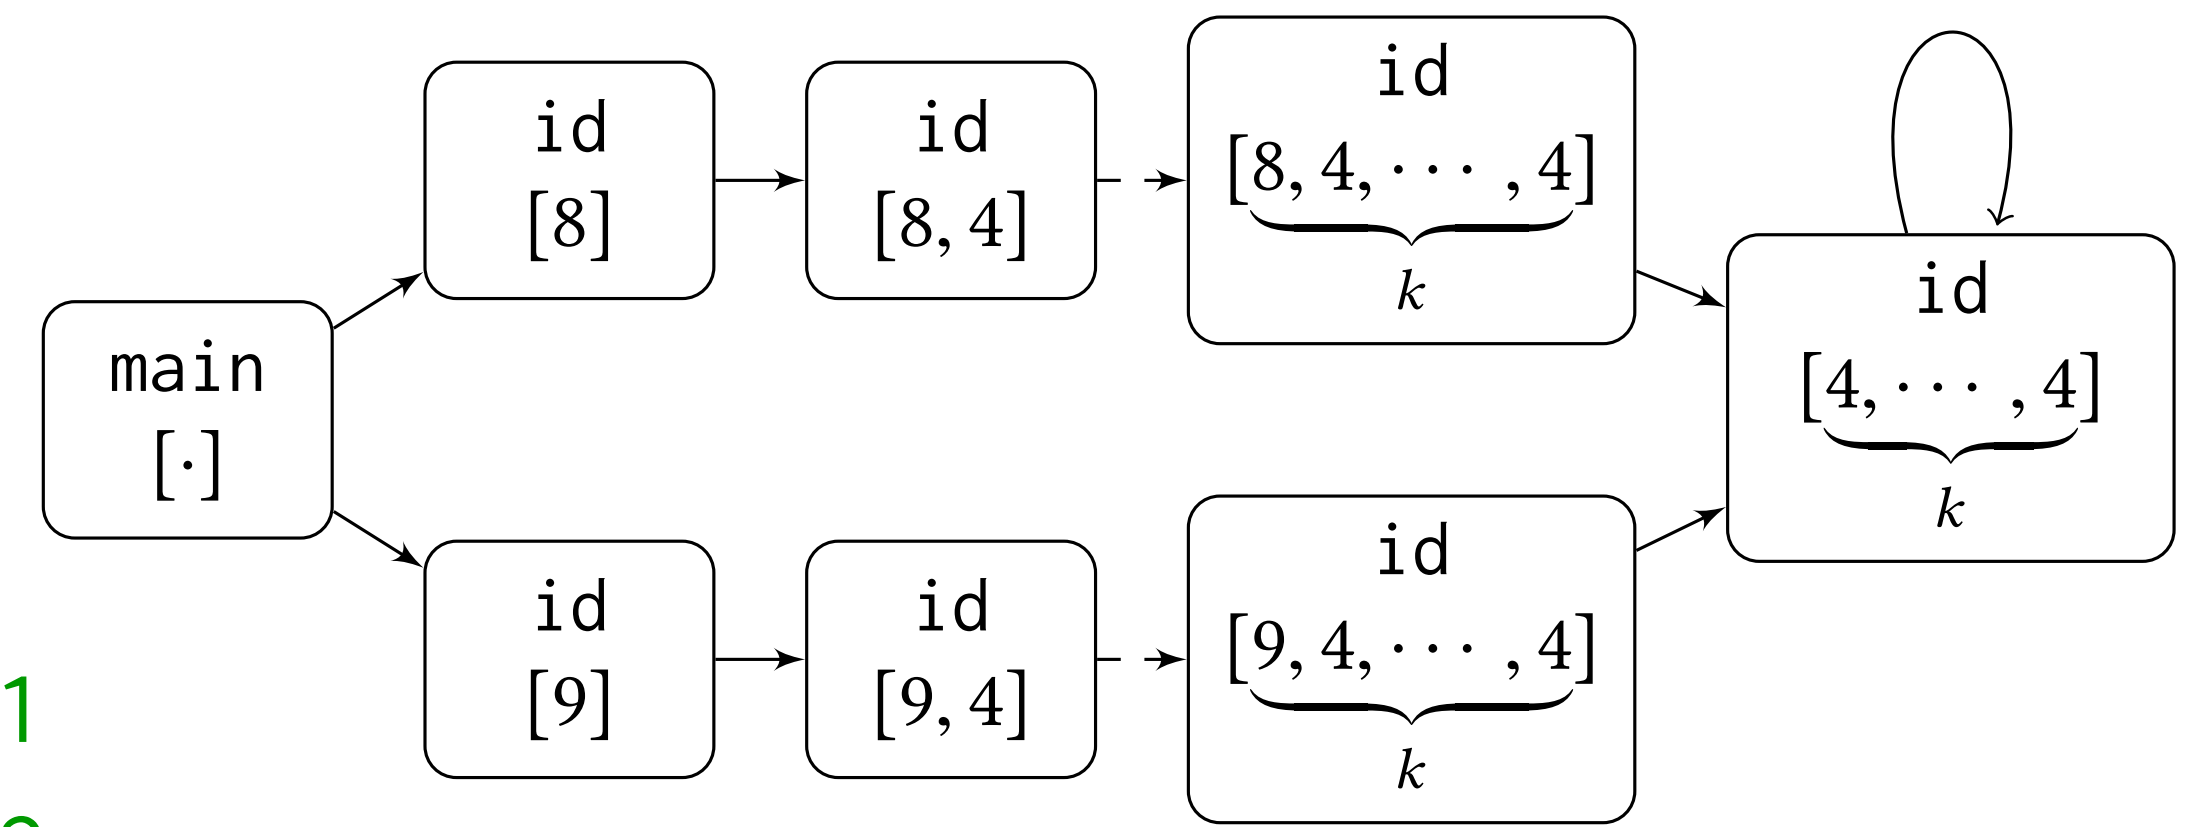 main
[·]
id
[8]
id
[8, 4]
id
[8, 4, · · · , 4]
k
id
[9]
id
[9, 4]
id
[9, 4, · · · , 4]
k
id
[4, · · · , 4]
k
1